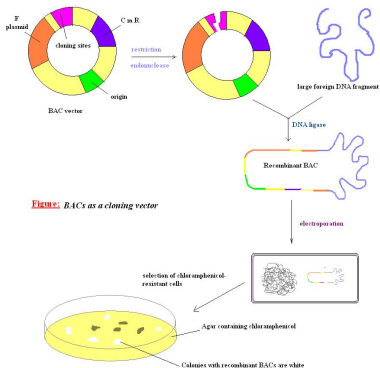 F
plasmid
C m R
cloning sites
restriction
endonuclease
origin
BAC vector
large foreign DNA fragment
DNA ligase
Recombinant BAC
Figure: BACs as a cloning vector
electroporation
selection of chloramphenicol-
resistant cells
Agar containing chloramphenicol
Colonies with recombinant BACs are white